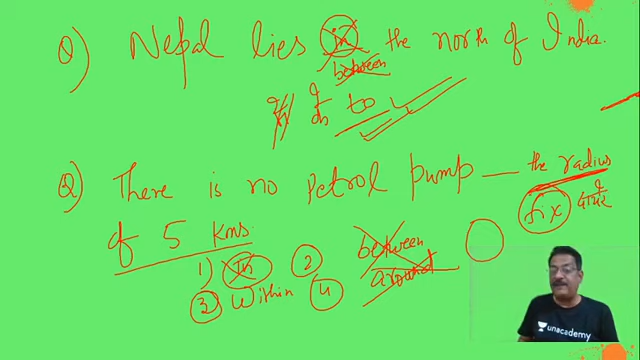 Q) Nepal lies in the north of India.
between
to
Q) There is no Petrol pump — the radius
of 5 kms.
fix
1) In 2 between
3 Within 4 around
unacademy